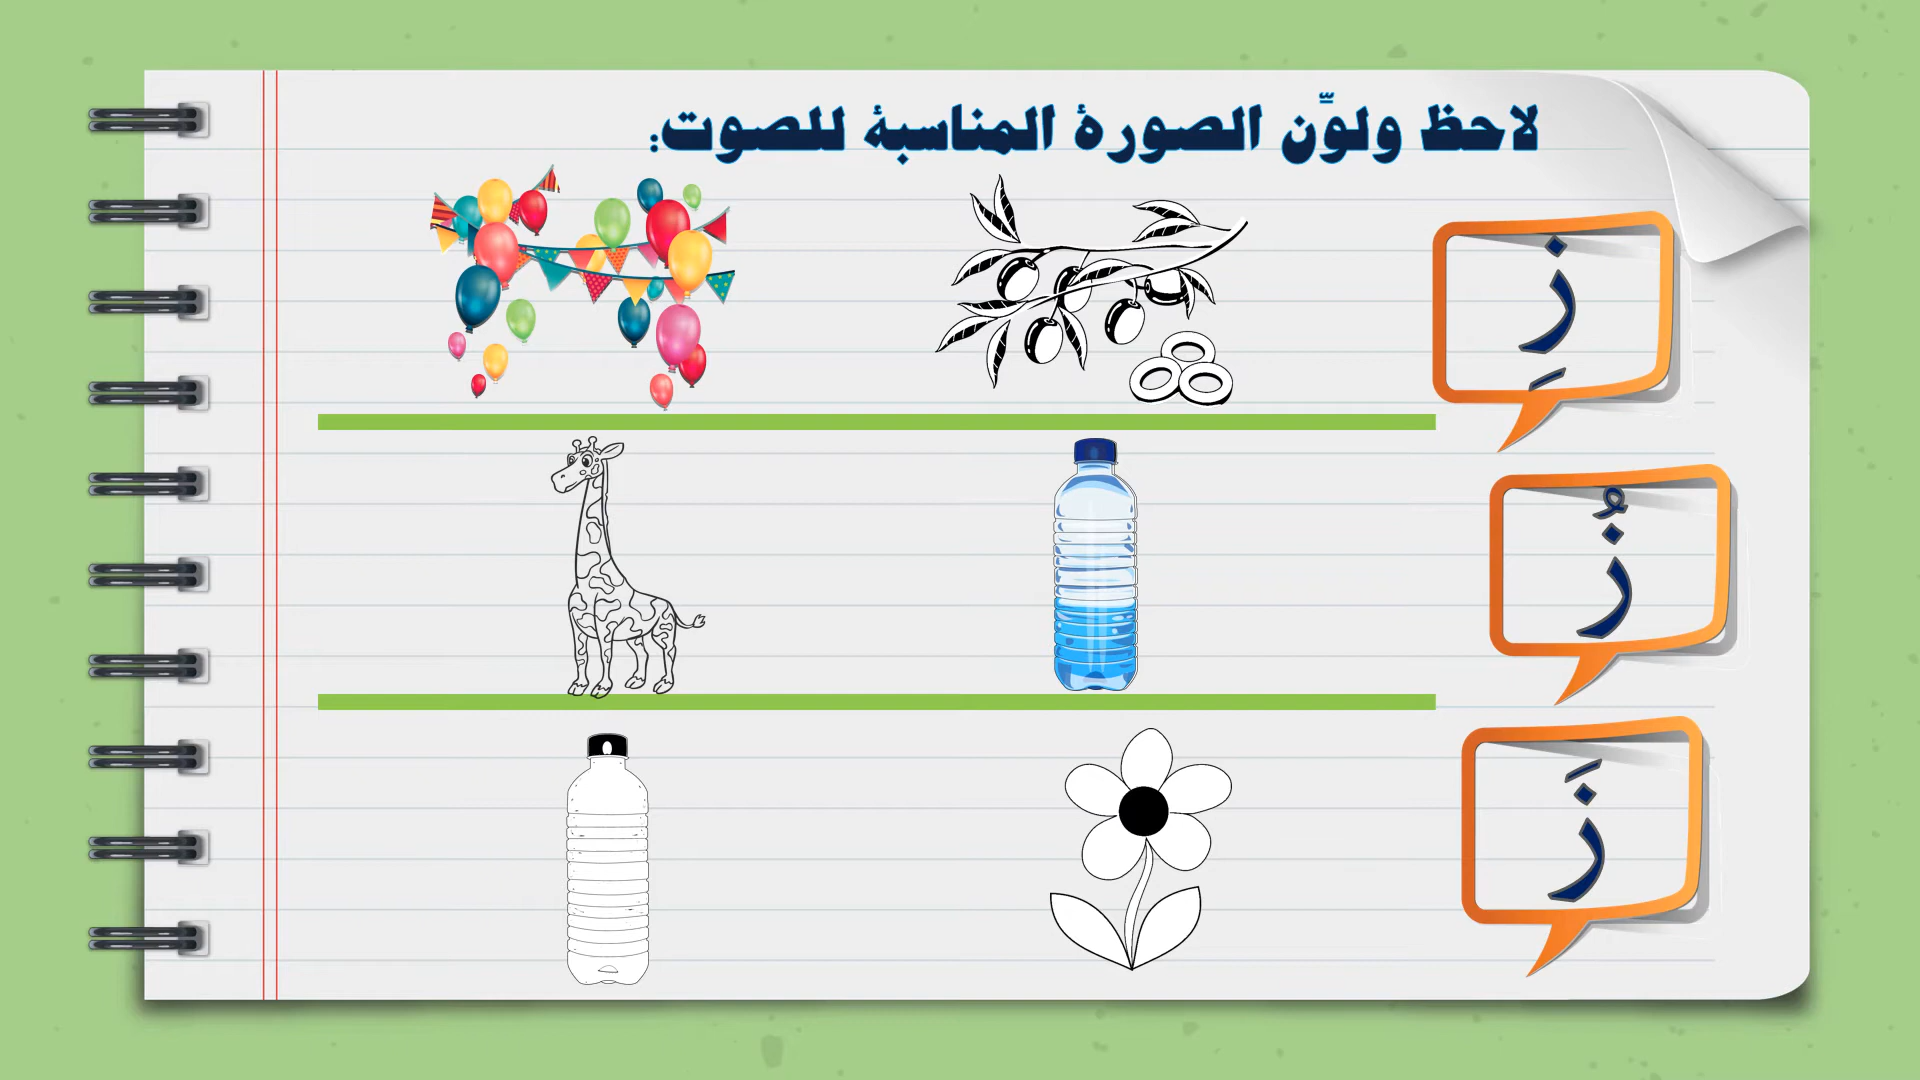 لاحظ ولوّن الصورة المناسبة للصوت:
زِ
زُ
زَ